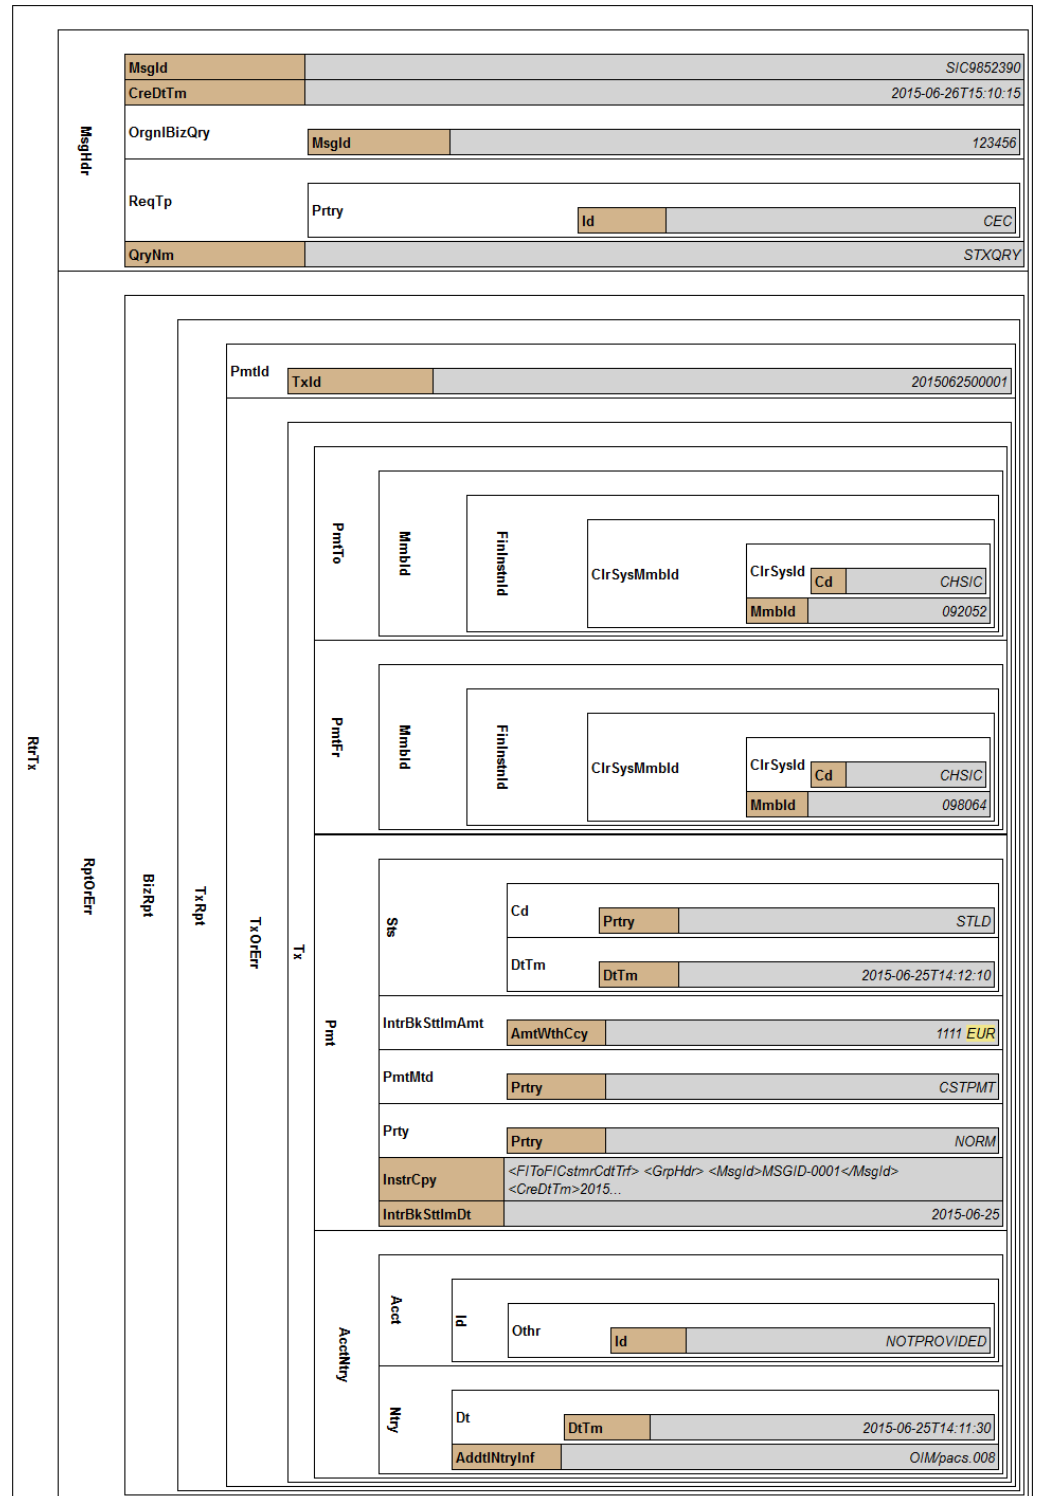 RtrTx
MsgHdr
MsgId SIC9852390
CreDtTm 2015-06-26T15:10:15
OrgnlBizQry
MsgId 123456
ReqTp
Prtry
Id CEC
QryNm STXQRY
RptOrErr
BizRpt
TxRpt
PmtId
TxId 2015062500001
TxOrErr
Tx
PmtTo
MmbId
FinInstnId
ClrSysMmbId
ClrSysId
Cd CHSIC
MmbId 092052
PmtFr
MmbId
FinInstnId
ClrSysMmbId
ClrSysId
Cd CHSIC
MmbId 098064
Pmt
Sts
Cd
Prtry STLD
DtTm
DtTm 2015-06-25T14:12:10
IntrBkSttlmAmt
AmtWthCcy 1111 EUR
PmtMtd
Prtry CSTPMT
Prty
Prtry NORM
InstrCpy <FIToFICstmrCdtTrf> <GrpHdr> <MsgId>MSGID-0001</MsgId>
<CreDtTm>2015...
IntrBkSttlmDt 2015-06-25
AcctNtry
Acct
Id
Othr
Id NOTPROVIDED
Ntry
Dt
DtTm 2015-06-25T14:11:30
AddtlNtryInf OIM/pacs.008